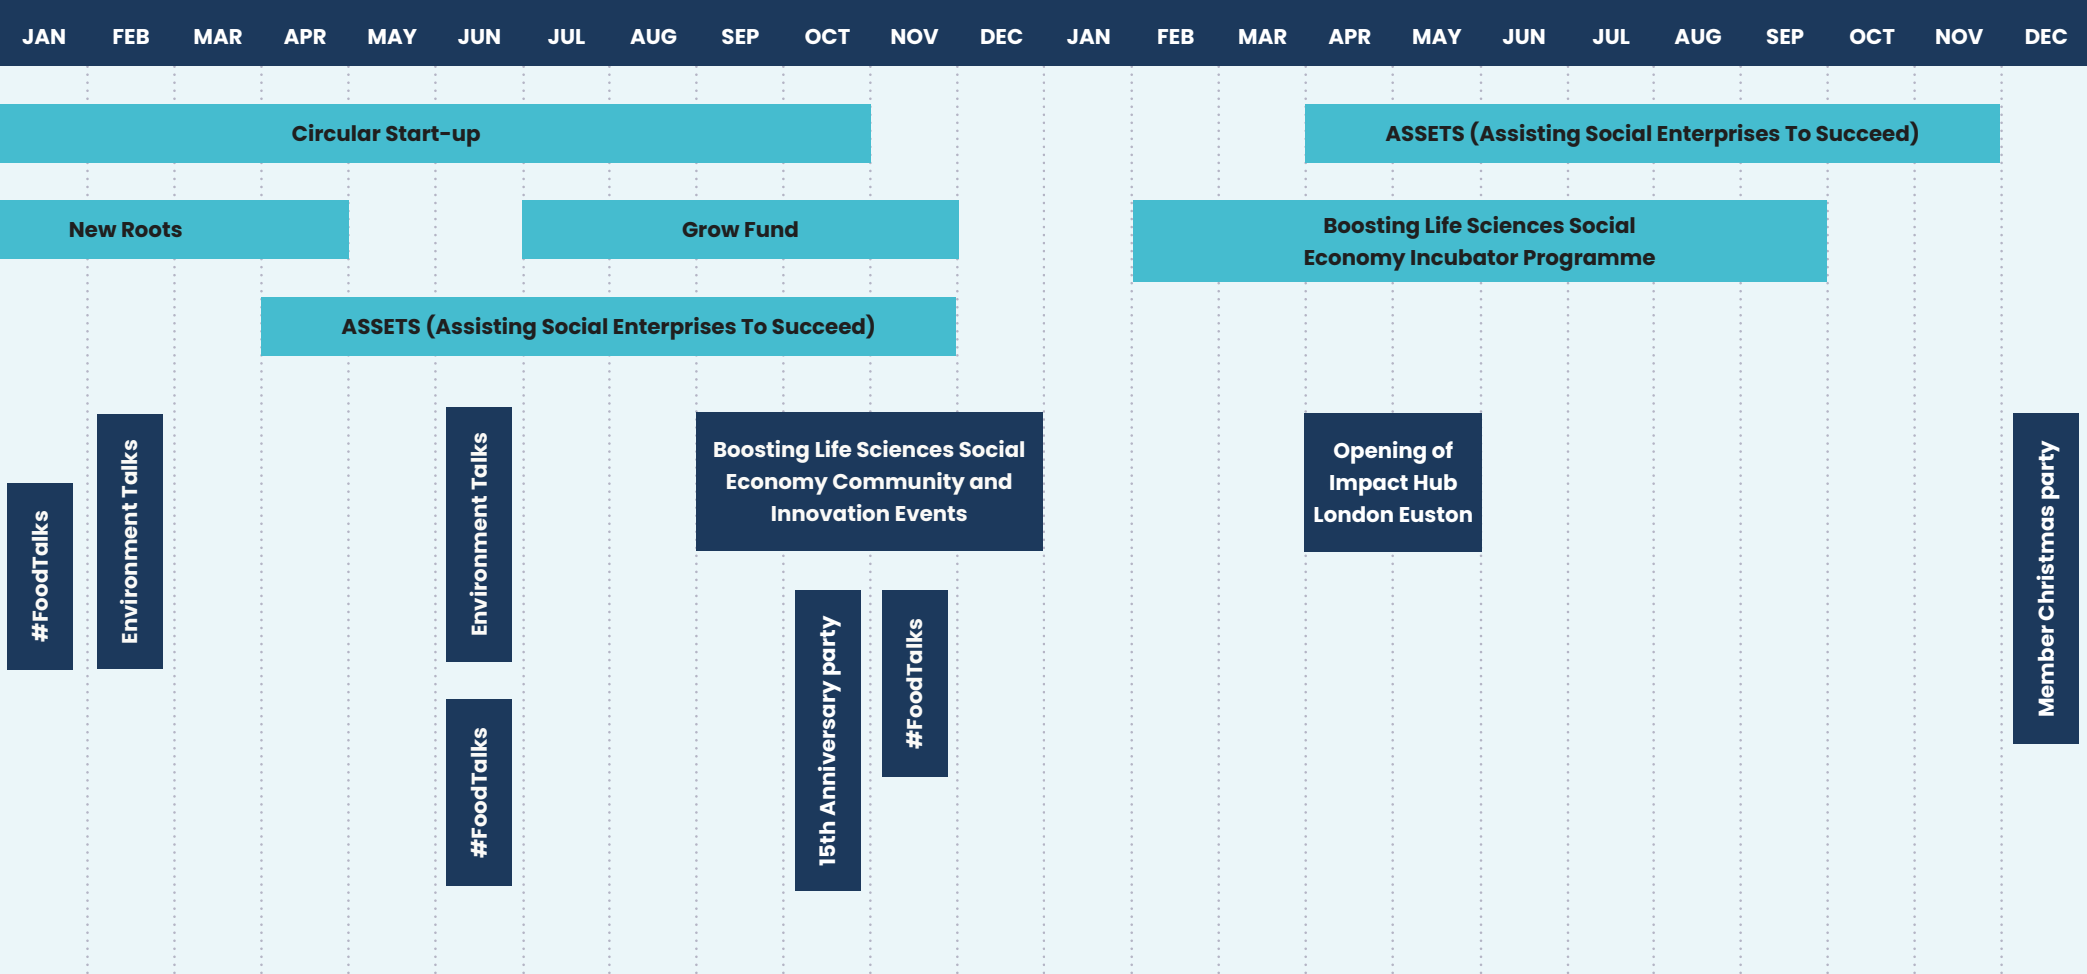 JAN FEB MAR APR MAY JUN JUL AUG SEP OCT NOV DEC JAN FEB MAR APR MAY JUN JUL AUG SEP OCT NOV DEC
Circular Start-up
ASSETS (Assisting Social Enterprises To Succeed)
New Roots
Grow Fund
Boosting Life Sciences Social
Economy Incubator Programme
ASSETS (Assisting Social Enterprises To Succeed)
#FoodTalks
Environment Talks
Environment Talks
#FoodTalks
Boosting Life Sciences Social
Economy Community and
Innovation Events
15th Anniversary party
#FoodTalks
Opening of
Impact Hub
London Euston
Member Christmas party